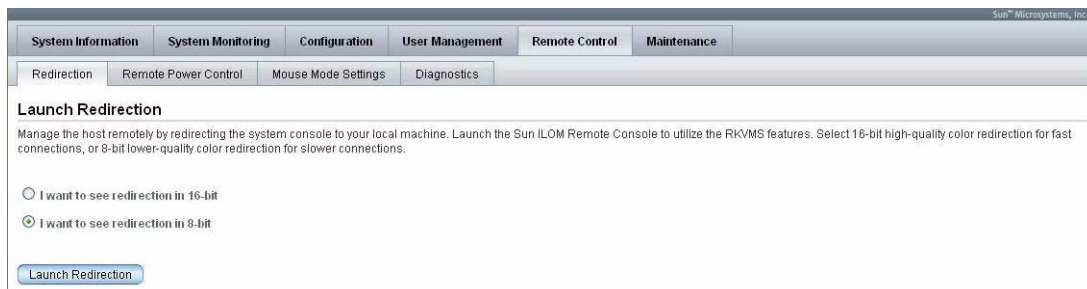 Sun™ Microsystems, Inc
System Information System Monitoring Configuration User Management Remote Control Maintenance
Redirection Remote Power Control Mouse Mode Settings Diagnostics
Launch Redirection
Manage the host remotely by redirecting the system console to your local machine. Launch the Sun ILOM Remote Console to utilize the RKVMS features. Select 16-bit high-quality color redirection for fast
connections, or 8-bit lower-quality color redirection for slower connections.
I want to see redirection in 16-bit
I want to see redirection in 8-bit
Launch Redirection